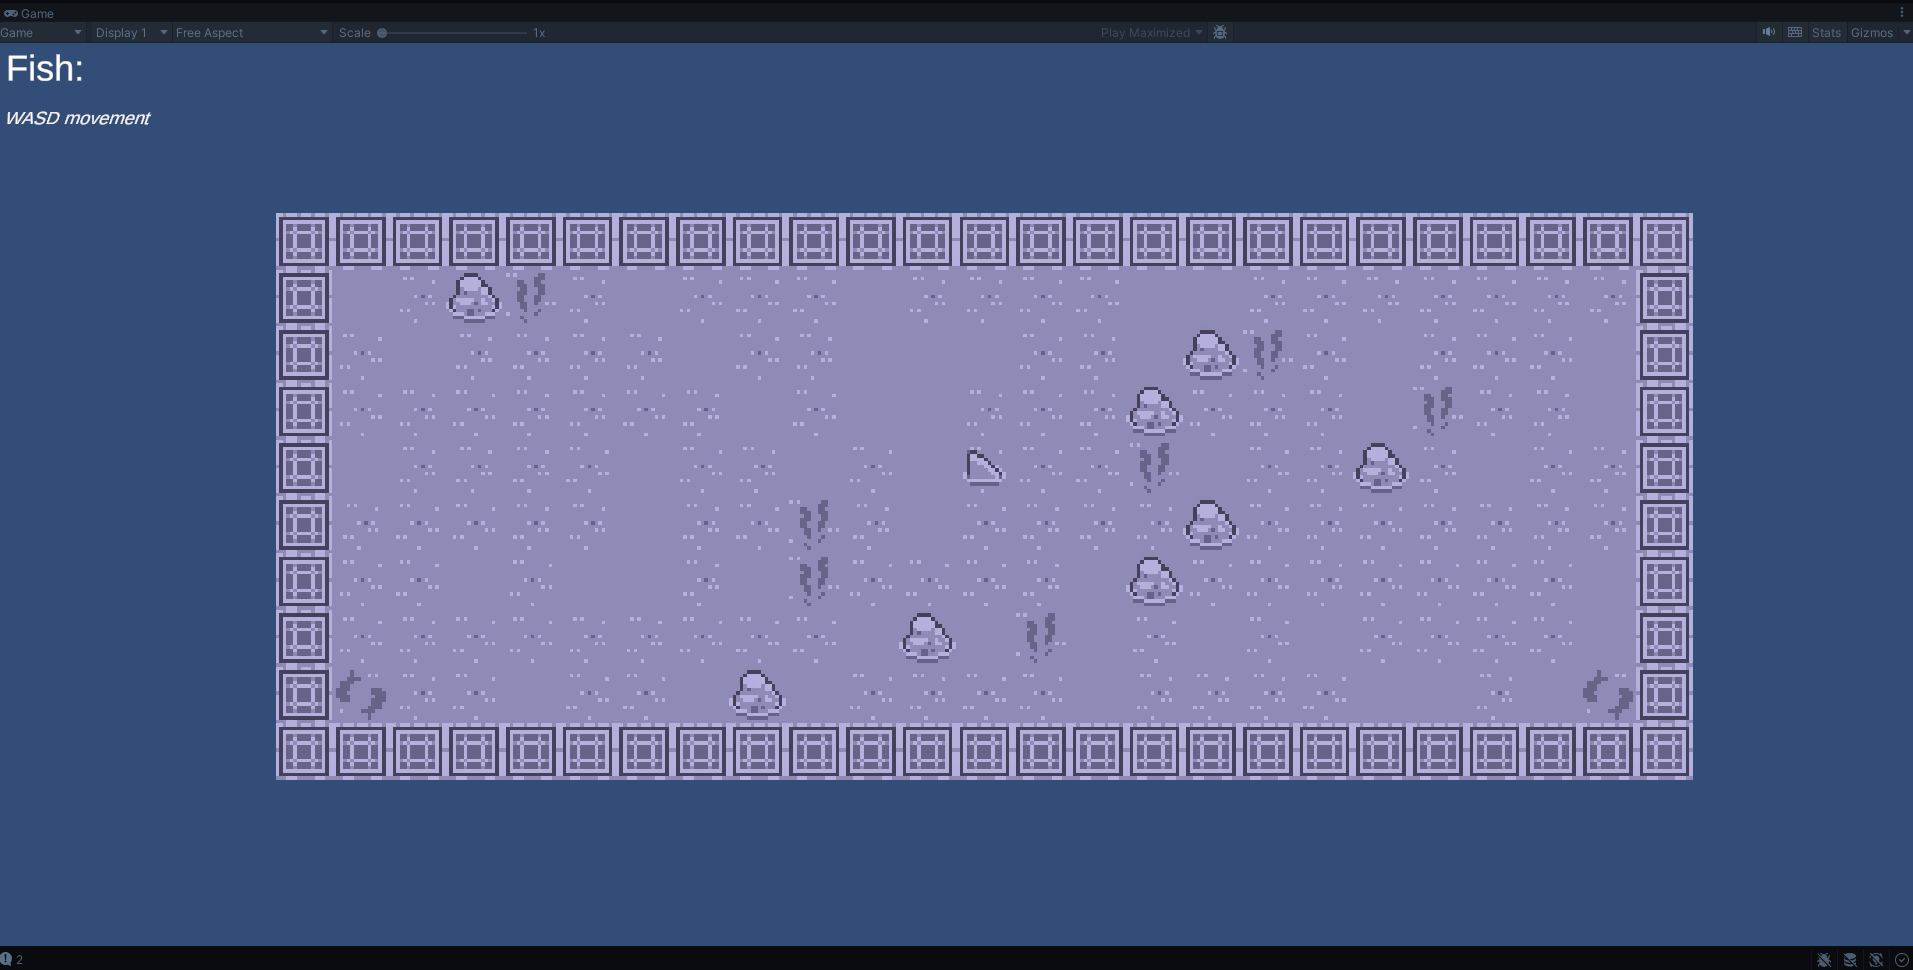 Game
Game Display 1 Free Aspect Scale 1x Play Maximized Stats Gizmos
Fish:
WASD movement
2